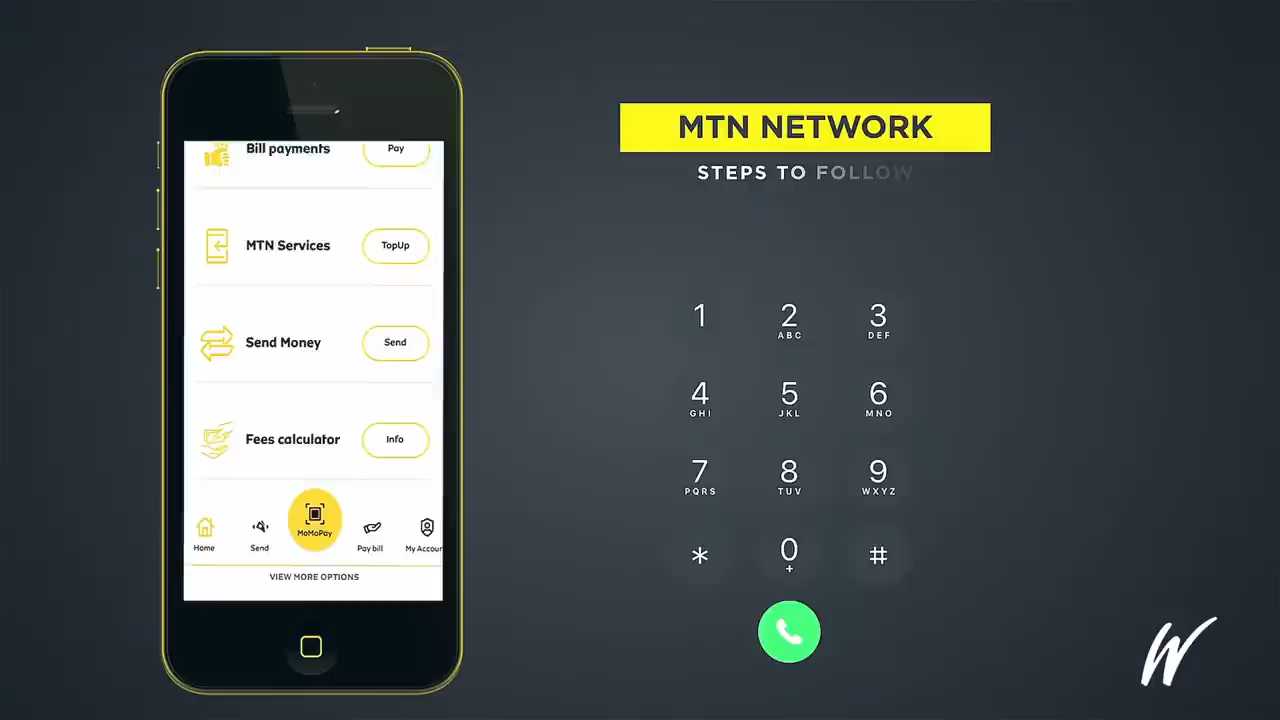 Bill payments
Pay
MTN Services
TopUp
Send Money
Send
Fees calculator
Info
MoMoPay
Home
Send
Pay bill
My Accour
VIEW MORE OPTIONS
MTN NETWORK
STEPS TO FOLLOW
1 2 3
ABC DEF
4 5 6
GHI JKL MNO
7 8 9
PQRS TUV WXYZ
* 0 #
+
W